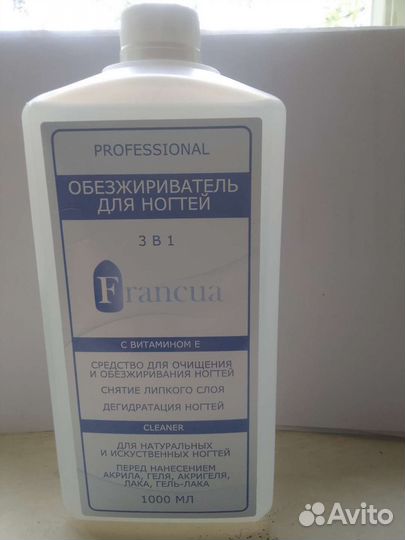 PROFESSIONAL
ОБЕЗЖИРИВАТЕЛЬ
ДЛЯ НОГТЕЙ
3 В 1
Francua
С ВИТАМИНОМ Е
СРЕДСТВО ДЛЯ ОЧИЩЕНИЯ
И ОБЕЗЖИРИВАНИЯ НОГТЕЙ
СНЯТИЕ ЛИПКОГО СЛОЯ
ДЕГИДРАТАЦИЯ НОГТЕЙ
CLEANER
ДЛЯ НАТУРАЛЬНЫХ
И ИСКУСТВЕННЫХ НОГТЕЙ
ПЕРЕД НАНЕСЕНИЕМ
АКРИЛА, ГЕЛЯ, АКРИГЕЛЯ,
ЛАКА, ГЕЛЬ-ЛАКА
1000 МЛ
Avito